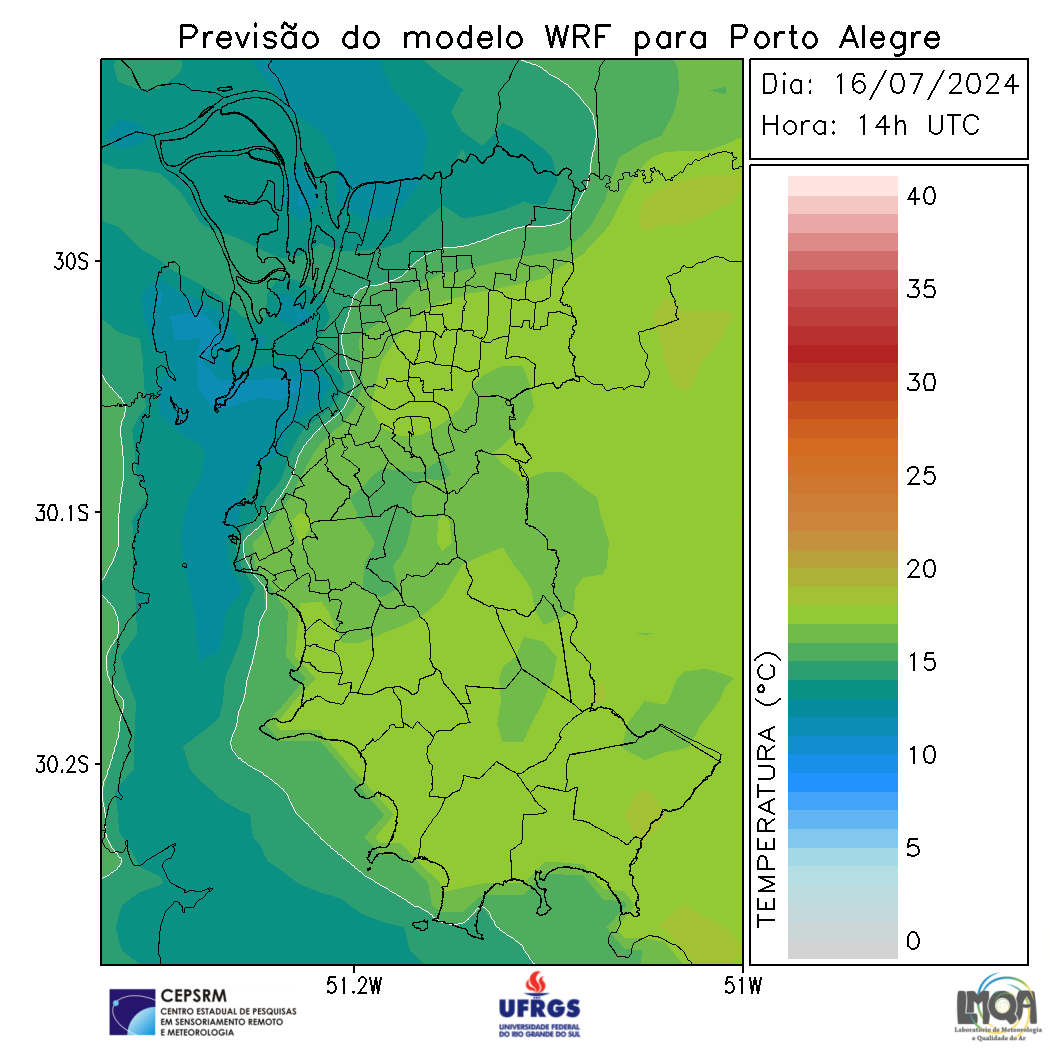 Previsão do modelo WRF para Porto Alegre
Dia: 16/07/2024
Hora: 14h UTC
40
35
30
25
20
15
10
5
0
TEMPERATURA (°C)
30S
30.1S
30.2S
51.2W
51W
CEPSRM
CENTRO ESTADUAL DE PESQUISAS
EM SENSORIAMENTO REMOTO
E METEOROLOGIA
UFRGS
UNIVERSIDADE FEDERAL
DO RIO GRANDE DO SUL
LMQA
Laboratório de Meteorologia
e Qualidade do Ar